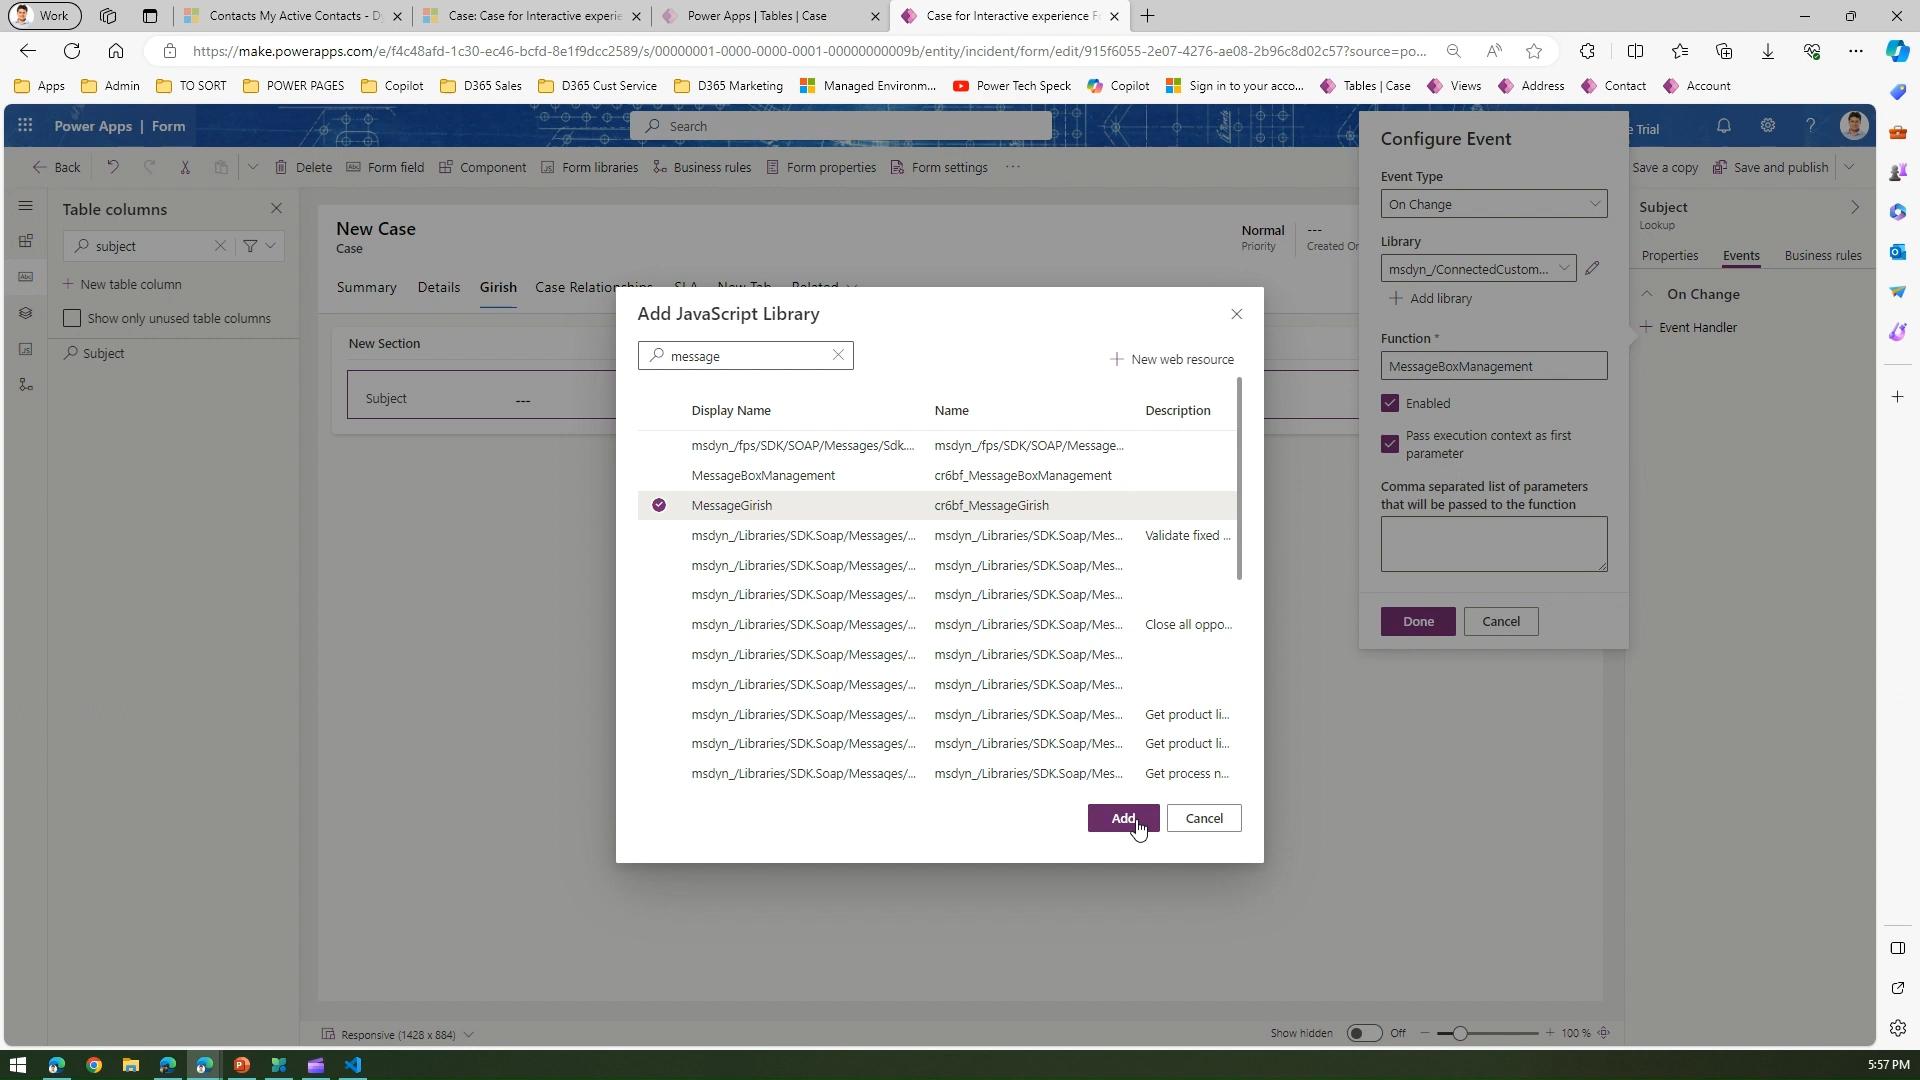 Work
Contacts My Active Contacts - Dy
Case: Case for Interactive experie
Power Apps | Tables | Case
Case for Interactive experience Fo
https://make.powerapps.com/e/f4c48afd-1c30-ec46-bcfd-8e1f9dcc2589/s/00000001-0000-0000-0001-00000000009b/entity/incident/form/edit/915f6055-2e07-4276-ae08-2b96c8d02c57?source=po...
Apps
Admin
TO SORT
POWER PAGES
Copilot
D365 Sales
D365 Cust Service
D365 Marketing
Managed Environm...
Power Tech Speck
Copilot
Sign in to your acco...
Tables | Case
Views
Address
Contact
Account
Power Apps | Form
Search
e Trial
Back
Delete
Form field
Component
Form libraries
Business rules
Form properties
Form settings
Save a copy
Save and publish
Table columns
subject
New table column
Show only unused table columns
Subject
New Case
Case
Normal
Priority
---
Created On
Summary
Details
Girish
Case Relationships
SLA
New Tab
Related
New Section
Subject
---
Add JavaScript Library
message
New web resource
Display Name Name Description
msdyn_/fps/SDK/SOAP/Messages/Sdk.... msdyn_/fps/SDK/SOAP/Message...
MessageBoxManagement cr6bf_MessageBoxManagement
MessageGirish cr6bf_MessageGirish
msdyn_/Libraries/SDK.Soap/Messages/... msdyn_/Libraries/SDK.Soap/Mes... Validate fixed ...
msdyn_/Libraries/SDK.Soap/Messages/... msdyn_/Libraries/SDK.Soap/Mes...
msdyn_/Libraries/SDK.Soap/Messages/... msdyn_/Libraries/SDK.Soap/Mes...
msdyn_/Libraries/SDK.Soap/Messages/... msdyn_/Libraries/SDK.Soap/Mes... Close all oppo...
msdyn_/Libraries/SDK.Soap/Messages/... msdyn_/Libraries/SDK.Soap/Mes...
msdyn_/Libraries/SDK.Soap/Messages/... msdyn_/Libraries/SDK.Soap/Mes...
msdyn_/Libraries/SDK.Soap/Messages/... msdyn_/Libraries/SDK.Soap/Mes... Get product li...
msdyn_/Libraries/SDK.Soap/Messages/... msdyn_/Libraries/SDK.Soap/Mes... Get product li...
msdyn_/Libraries/SDK.Soap/Messages/... msdyn_/Libraries/SDK.Soap/Mes... Get process n...
Add
Cancel
Configure Event
Event Type
On Change
Library
msdyn_/ConnectedCustom...
Add library
Function *
MessageBoxManagement
Enabled
Pass execution context as first
parameter
Comma separated list of parameters
that will be passed to the function
Done
Cancel
Subject
Lookup
Properties
Events
Business rules
On Change
Event Handler
Responsive (1428 x 884)
Show hidden
Off
100 %
5:57 PM